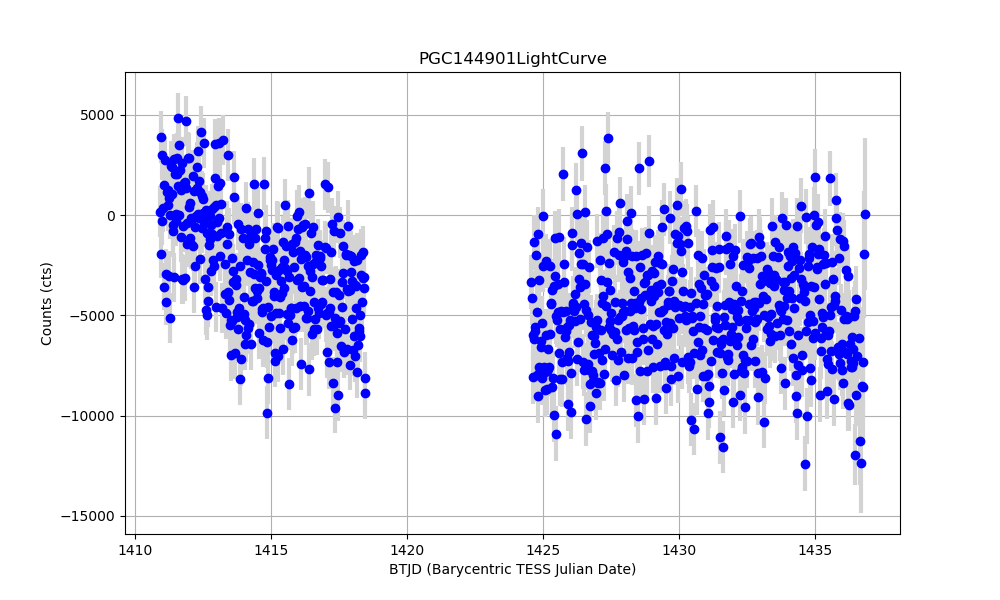 PGC144901LightCurve
5000
0
−5000
−10000
−15000
Counts (cts)
1410 1415 1420 1425 1430 1435
BTJD (Barycentric TESS Julian Date)